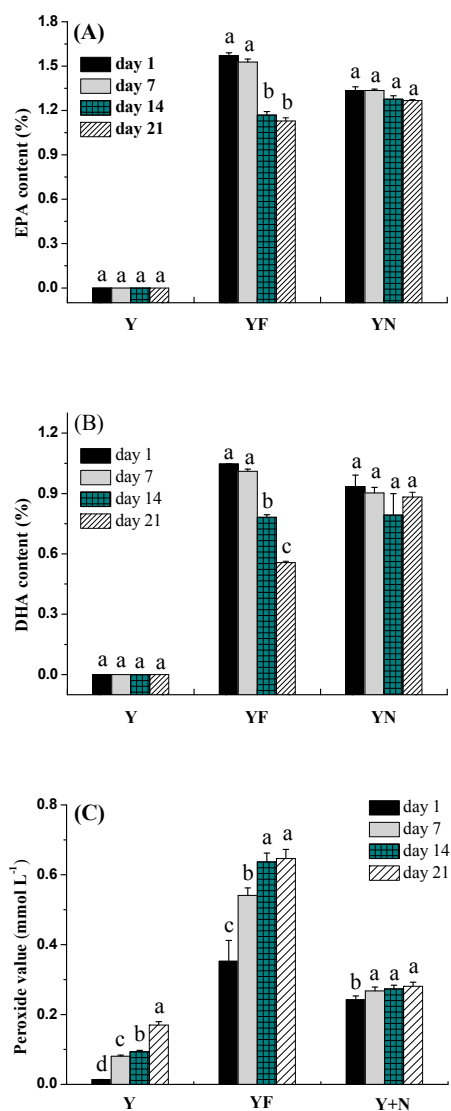 (A)
day 1
day 7
day 14
day 21
EPA content (%)
1.8
1.5
1.2
0.9
0.6
0.3
0.0
a a a a
a a b b
a a a a
Y YF YN
(B)
day 1
day 7
day 14
day 21
DHA content (%)
1.2
0.9
0.6
0.3
0.0
a a a a
a a b c
a a a a
Y YF YN
(C)
day 1
day 7
day 14
day 21
Peroxide value (mmol L-1)
0.8
0.6
0.4
0.2
0.0
d c b a
c b a a
b a a a
Y YF Y+N